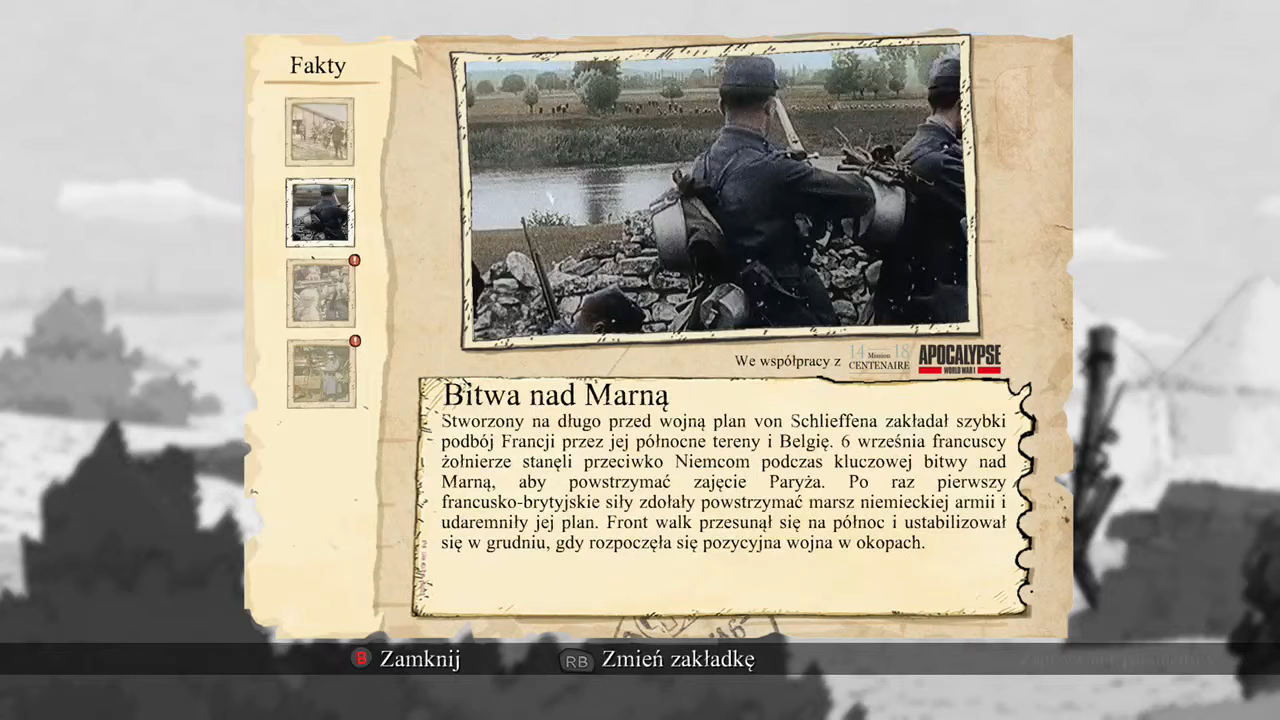 Fakty
We współpracy z
14 18
Mission
CENTENAIRE
APOCALYPSE
WORLD WAR I
Bitwa nad Marną
Stworzony na długo przed wojną plan von Schlieffena zakładał szybki
podbój Francji przez jej północne tereny i Belgię. 6 września francuscy
żołnierze stanęli przeciwko Niemcom podczas kluczowej bitwy nad
Marną, aby powstrzymać zajęcie Paryża. Po raz pierwszy
francusko-brytyjskie siły zdołały powstrzymać marsz niemieckiej armii i
udaremniły jej plan. Front walk przesunął się na północ i ustabilizował
się w grudniu, gdy rozpoczęła się pozycyjna wojna w okopach.
B Zamknij
RB Zmień zakładkę